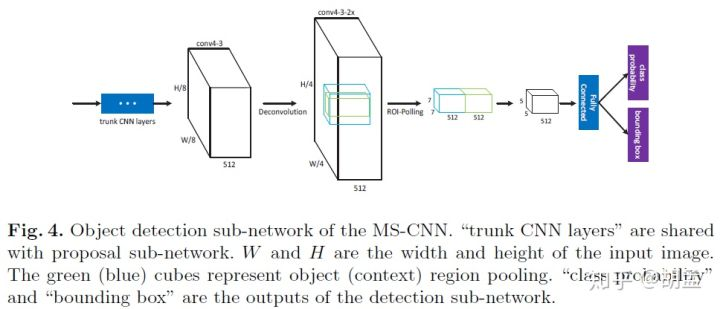 conv4-3
conv4-3-2x
H/8
H/4
W/8
W/4
512
512
trunk CNN layers
Deconvolution
ROI-Polling
7
7
512
512
5
5
512
Fully
Connected
class
probability
bounding box
Fig. 4. Object detection sub-network of the MS-CNN. “trunk CNN layers” are shared
with proposal sub-network. W and H are the width and height of the input image.
The green (blue) cubes represent object (context) region pooling. “class probability”
and “bounding box” are the outputs of the detection sub-network.